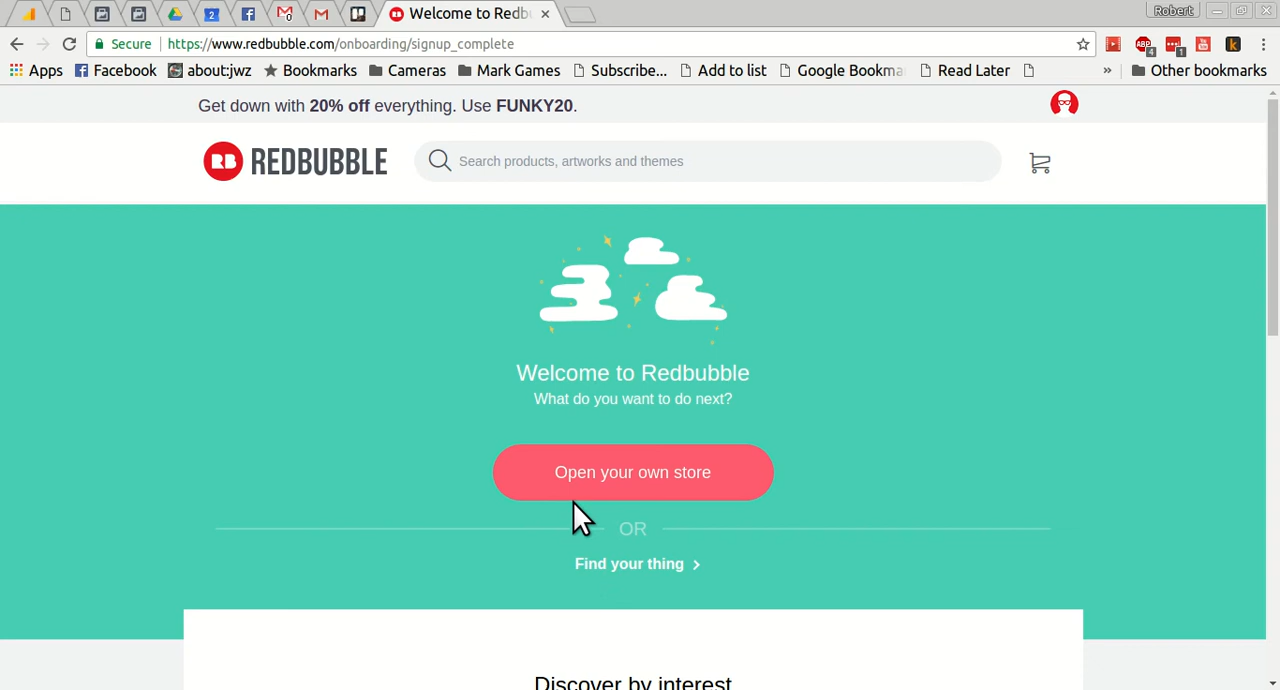 Welcome to Redb
Robert
Secure
https://www.redbubble.com/onboarding/signup_complete
Apps
Facebook
about:jwz
Bookmarks
Cameras
Mark Games
Subscribe...
Add to list
Google Bookma
Read Later
»
Other bookmarks
Get down with 20% off everything. Use FUNKY20.
RB REDBUBBLE
Search products, artworks and themes
Welcome to Redbubble
What do you want to do next?
Open your own store
OR
Find your thing
Discover by interest